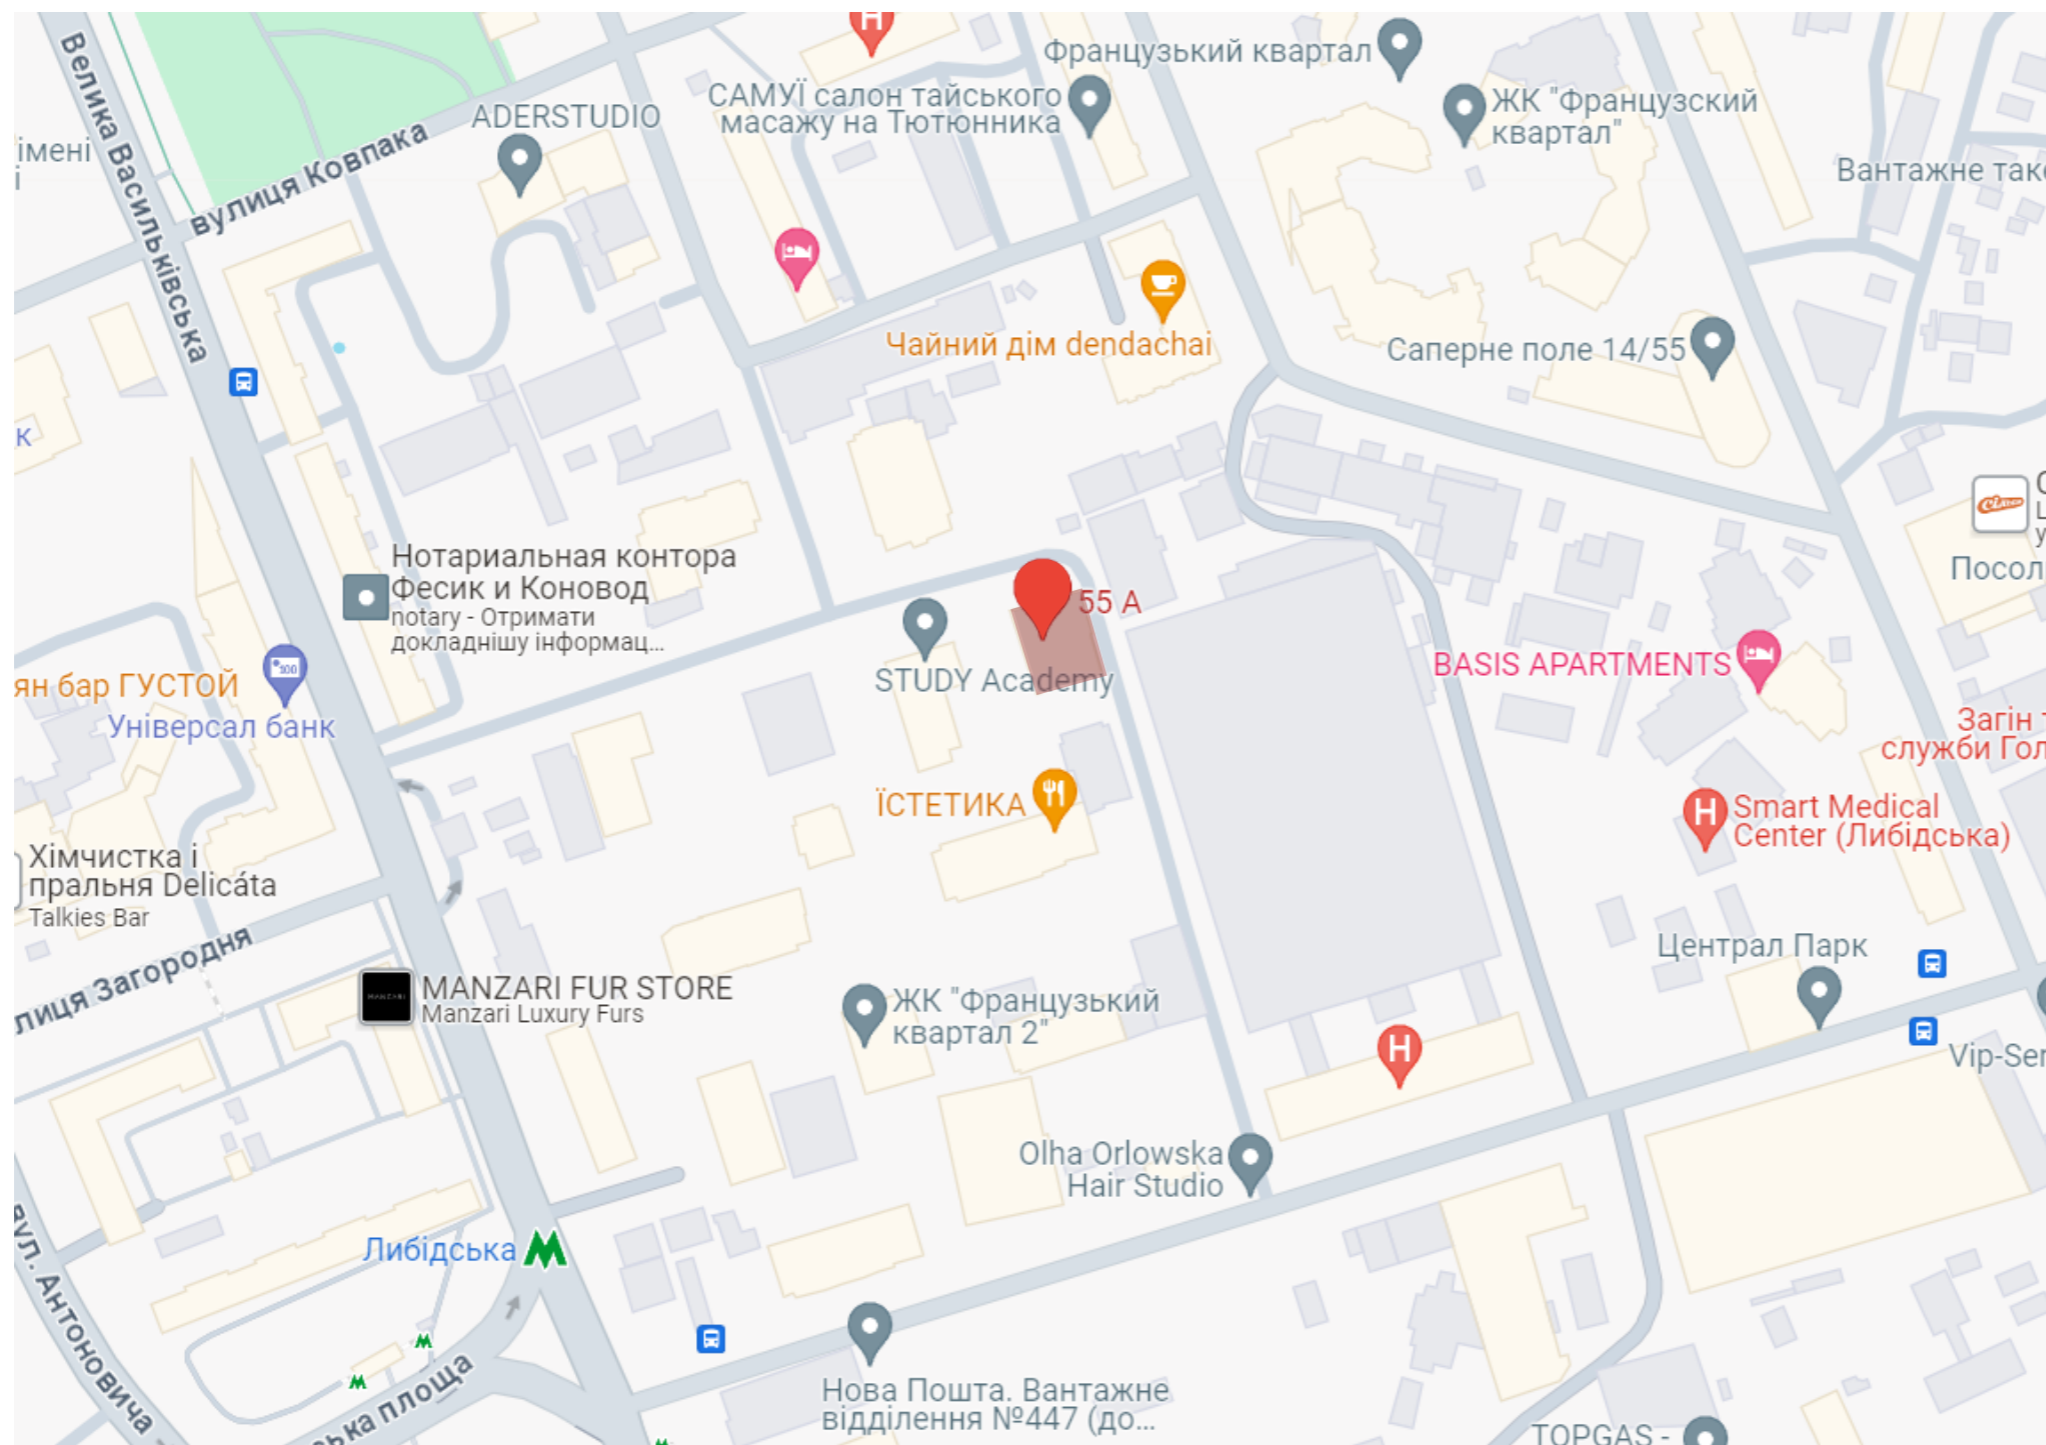 Велика Васильківська
вулиця Ковпака
ADERSTUDIO
САМУЇ салон тайського
масажу на Тютюнника
Французький квартал
ЖК "Французский
квартал"
Вантажне
імені
і
Чайний дім dendachai
Саперне поле 14/55
к
Нотариальная контора
Фесик и Коновод
notary - Отримати
докладнішу інформац...
55 А
STUDY Academy
BASIS APARTMENTS
ян бар ГУСТОЙ
Універсал банк
ЇСТЕТИКА
Загін
служби Гол
Посол
Smart Medical
Center (Либідська)
Хімчистка і
пральня Delicáta
Talkies Bar
лиця Загородня
MANZARI FUR STORE
Manzari Luxury Furs
MANZARI
ЖК "Французький
квартал 2"
Централ Парк
Vip-Ser
Olha Orlowska
Hair Studio
Либідська
вул. Антоновича
ька площа
Нова Пошта. Вантажне
відділення №447 (до...
TOPGAS -